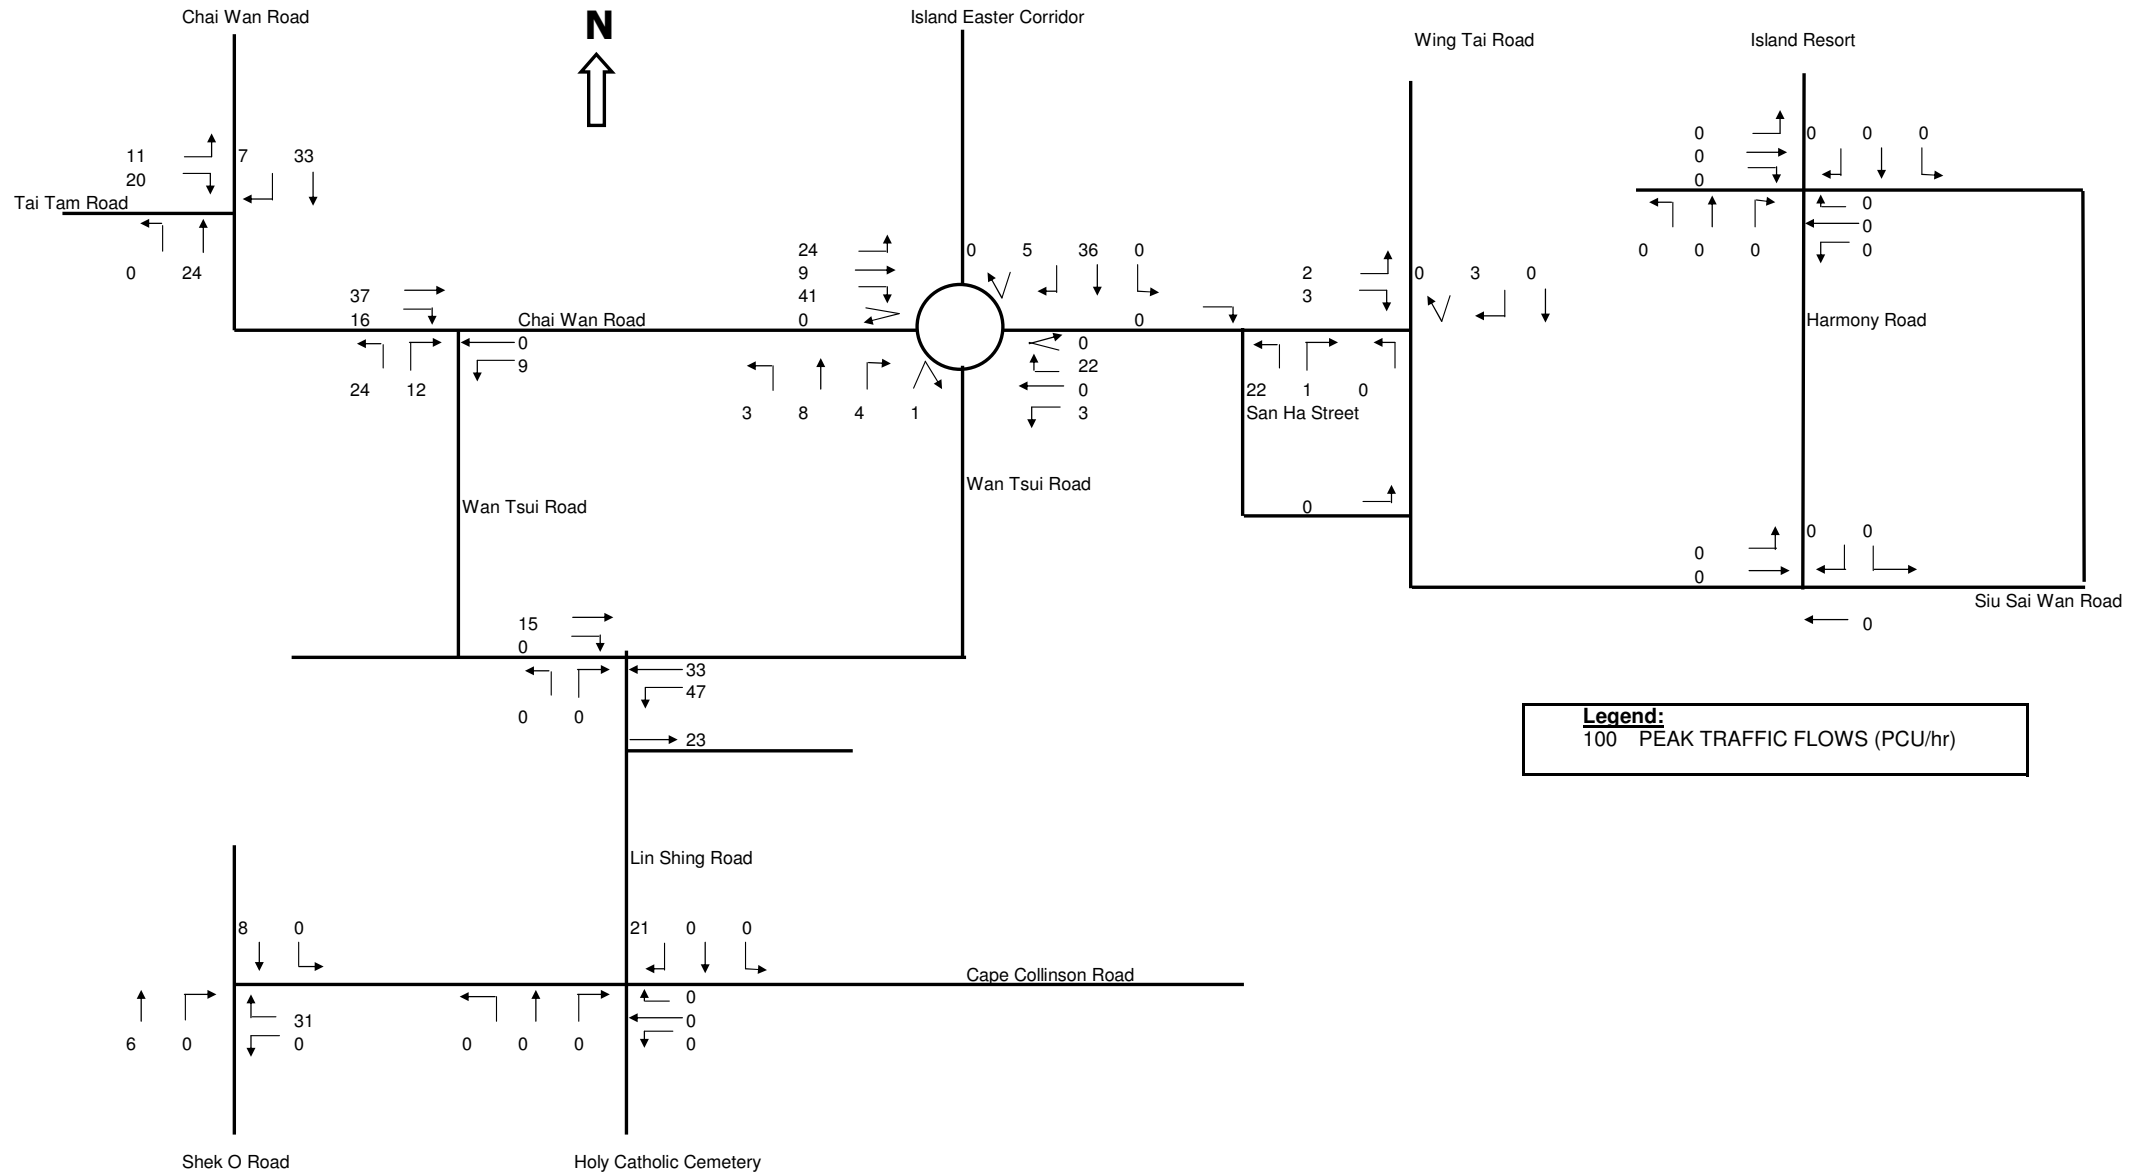 Chai Wan Road
N
Island Easter Corridor
Wing Tai Road
Island Resort
11
20
7 33
Tai Tam Road
0 24
0
0
0
0 0 0
0
0
0
0 0 0
24
9
41
0
0 5 36 0
0
2
3
0 3 0
37
16
Chai Wan Road
0
9
24 12
Harmony Road
0
22
0
3
3 8 4 1
22 1 0
San Ha Street
Wan Tsui Road
Wan Tsui Road
0
0 0
0
0
Siu Sai Wan Road
0
15
0
33
47
0 0
23
Legend:
100 PEAK TRAFFIC FLOWS (PCU/hr)
Lin Shing Road
8 0
21 0 0
Cape Collinson Road
31
0
6 0
0
0
0
0 0 0
Shek O Road
Holy Catholic Cemetery